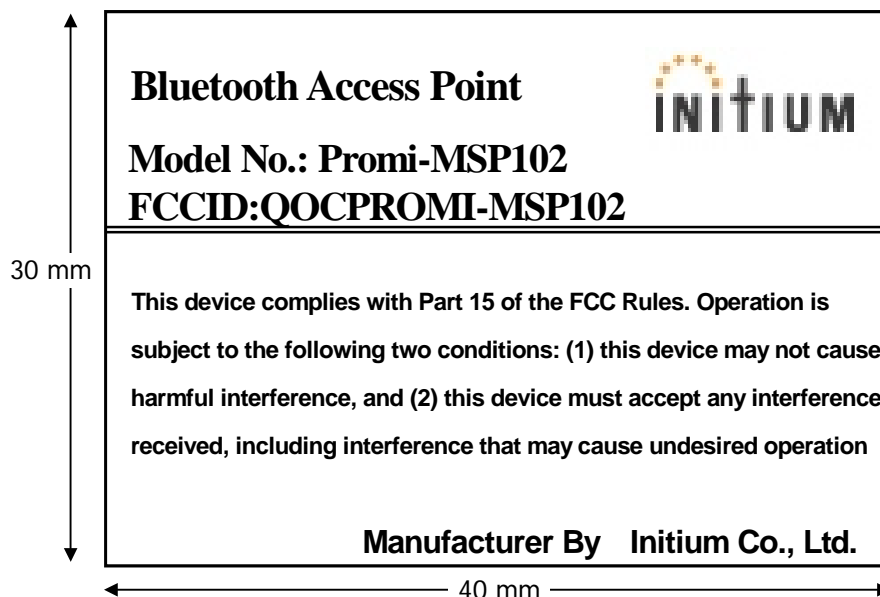 Bluetooth Access Point
INITIUM
Model No.: Promi-MSP102
FCCID:QOCPROMI-MSP102
30 mm
This device complies with Part 15 of the FCC Rules. Operation is
subject to the following two conditions: (1) this device may not cause
harmful interference, and (2) this device must accept any interference
received, including interference that may cause undesired operation
Manufacturer By Initium Co., Ltd.
40 mm